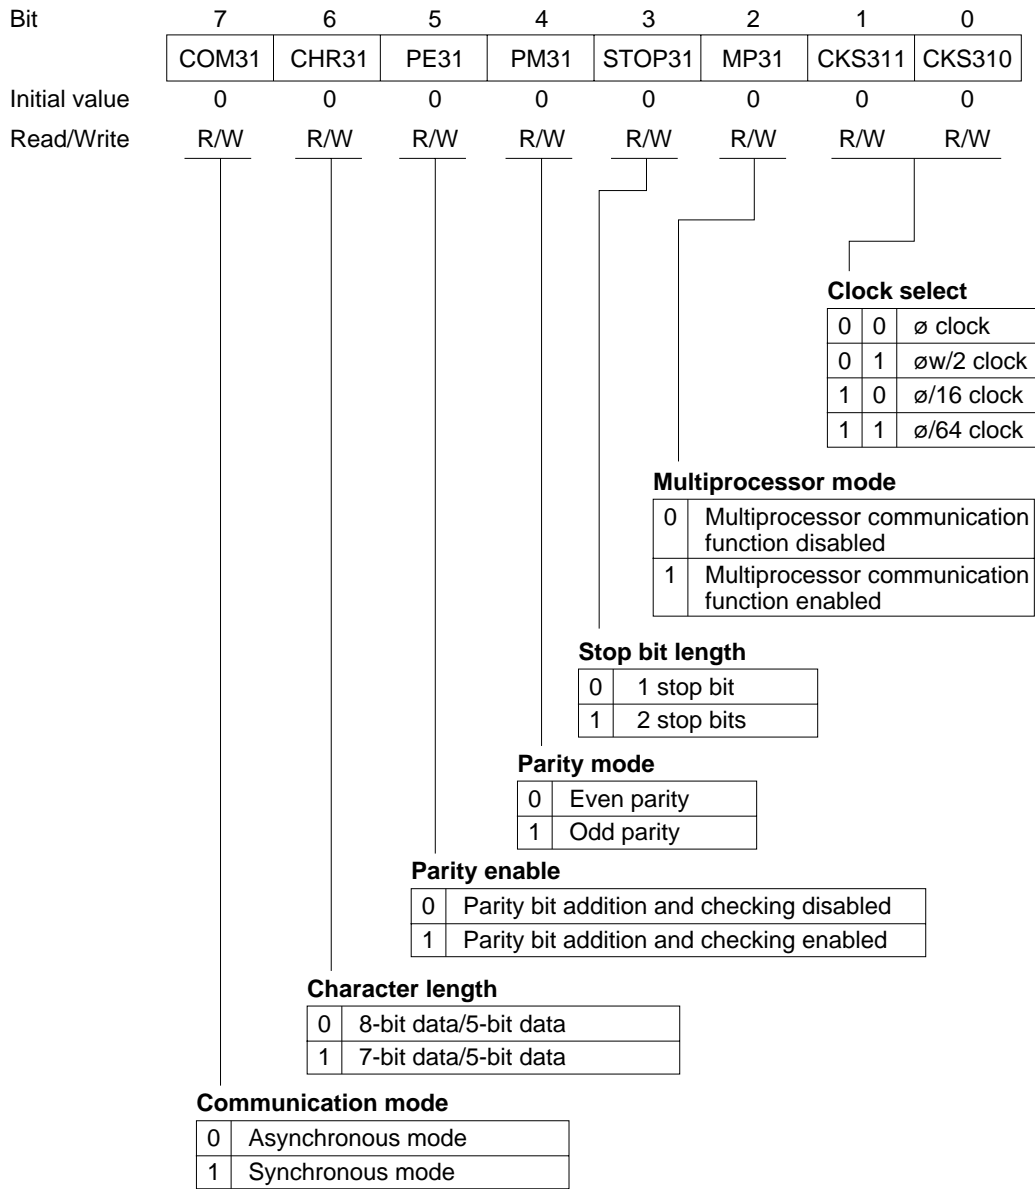 Bit 7 6 5 4 3 2 1 0
COM31 CHR31 PE31 PM31 STOP31 MP31 CKS311 CKS310
Initial value 0 0 0 0 0 0 0 0
Read/Write R/W R/W R/W R/W R/W R/W R/W R/W
Clock select
0 0 ø clock
0 1 øw/2 clock
1 0 ø/16 clock
1 1 ø/64 clock
Multiprocessor mode
0 Multiprocessor communication
function disabled
1 Multiprocessor communication
function enabled
Stop bit length
0 1 stop bit
1 2 stop bits
Parity mode
0 Even parity
1 Odd parity
Parity enable
0 Parity bit addition and checking disabled
1 Parity bit addition and checking enabled
Character length
0 8-bit data/5-bit data
1 7-bit data/5-bit data
Communication mode
0 Asynchronous mode
1 Synchronous mode